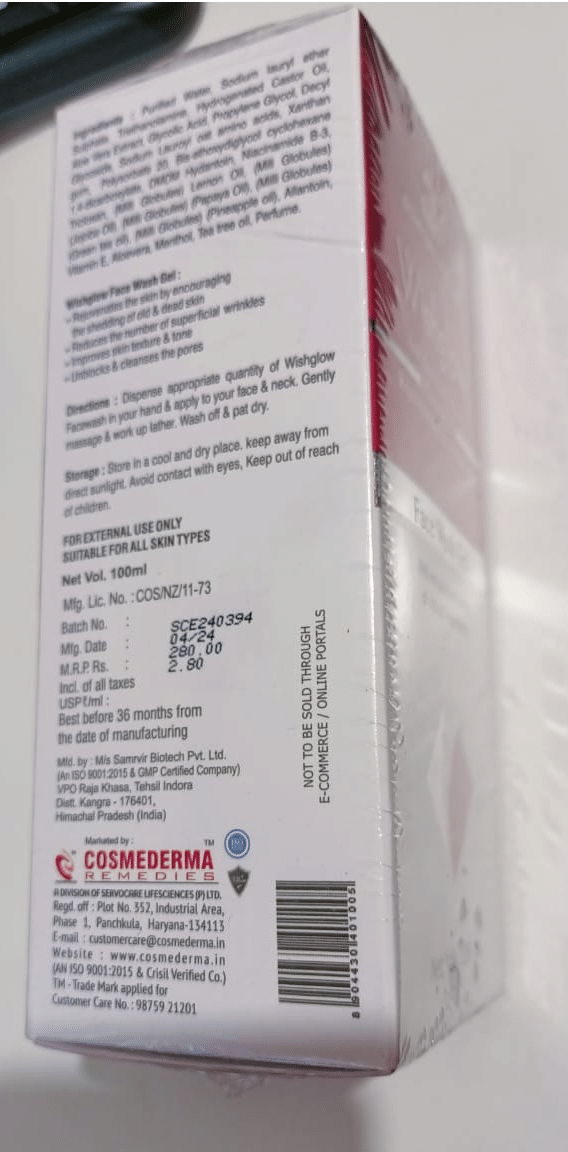 Ingredients : Purified Water, Sodium lauryl ether
Triethanolamine, Hydrogenated Castor Oil,
Aloe Vera Extract, Glycolic Acid, Propylene Glycol, Decyl
Glycoside, Sodium Lauroyl oat amino acids, Xanthan
gum, Polysorbate 20, Bis-ethoxydiglycol cyclohexane
1,4-dicarboxylate, DMDM Hydantoin, Niacinamide B-3,
(Mili Globules) Lemon Oil, (Mili Globules)
(Jojoba Oil), (Mili Globules) (Papaya Oil), (Mili Globules)
(Green tea oil), (Mili Globules) (Pineapple oil), Allantoin,
Vitamin E, Aloevera, Menthol, Tea tree oil, Perfume.
Wishglow Face Wash Gel :
- Rejuvenates the skin by encouraging
the shedding of old & dead skin
- Reduces the number of superficial wrinkles
- Improves skin texture & tone
- Unblocks & cleanses the pores
Directions : Dispense appropriate quantity of Wishglow
Facewash in your hand & apply to your face & neck. Gently
massage & work up lather. Wash off & pat dry.
Storage : Store in a cool and dry place. keep away from
direct sunlight. Avoid contact with eyes, Keep out of reach
of children.
FOR EXTERNAL USE ONLY
SUITABLE FOR ALL SKIN TYPES
Net Vol. 100ml
Mfg. Lic. No. : COS/NZ/11-73
Batch No. : SCE240394
Mfg. Date : 04/24
M.R.P. Rs. : 280.00
Incl. of all taxes 2.80
USP ₹/ml :
Best before 36 months from
the date of manufacturing
Mfd. by : M/s Samrvir Biotech Pvt. Ltd.
(An ISO 9001:2015 & GMP Certified Company)
VPO Raja Khasa, Tehsil Indora
Distt. Kangra - 176401,
Himachal Pradesh (India)
Marketed by :
TM
COSMEDERMA
REMEDIES
A DIVISION OF SERVOCARE LIFESCIENCES (P) LTD.
Regd. off : Plot No. 352, Industrial Area,
Phase 1, Panchkula, Haryana-134113
E-mail : customercare@cosmederma.in
Website : www.cosmederma.in
(AN ISO 9001:2015 & Crisil Verified Co.)
TM - Trade Mark applied for
Customer Care No. : 98759 21201
NOT TO BE SOLD THROUGH
E-COMMERCE / ONLINE PORTALS
8 904430 401005
ISO
Face Wash